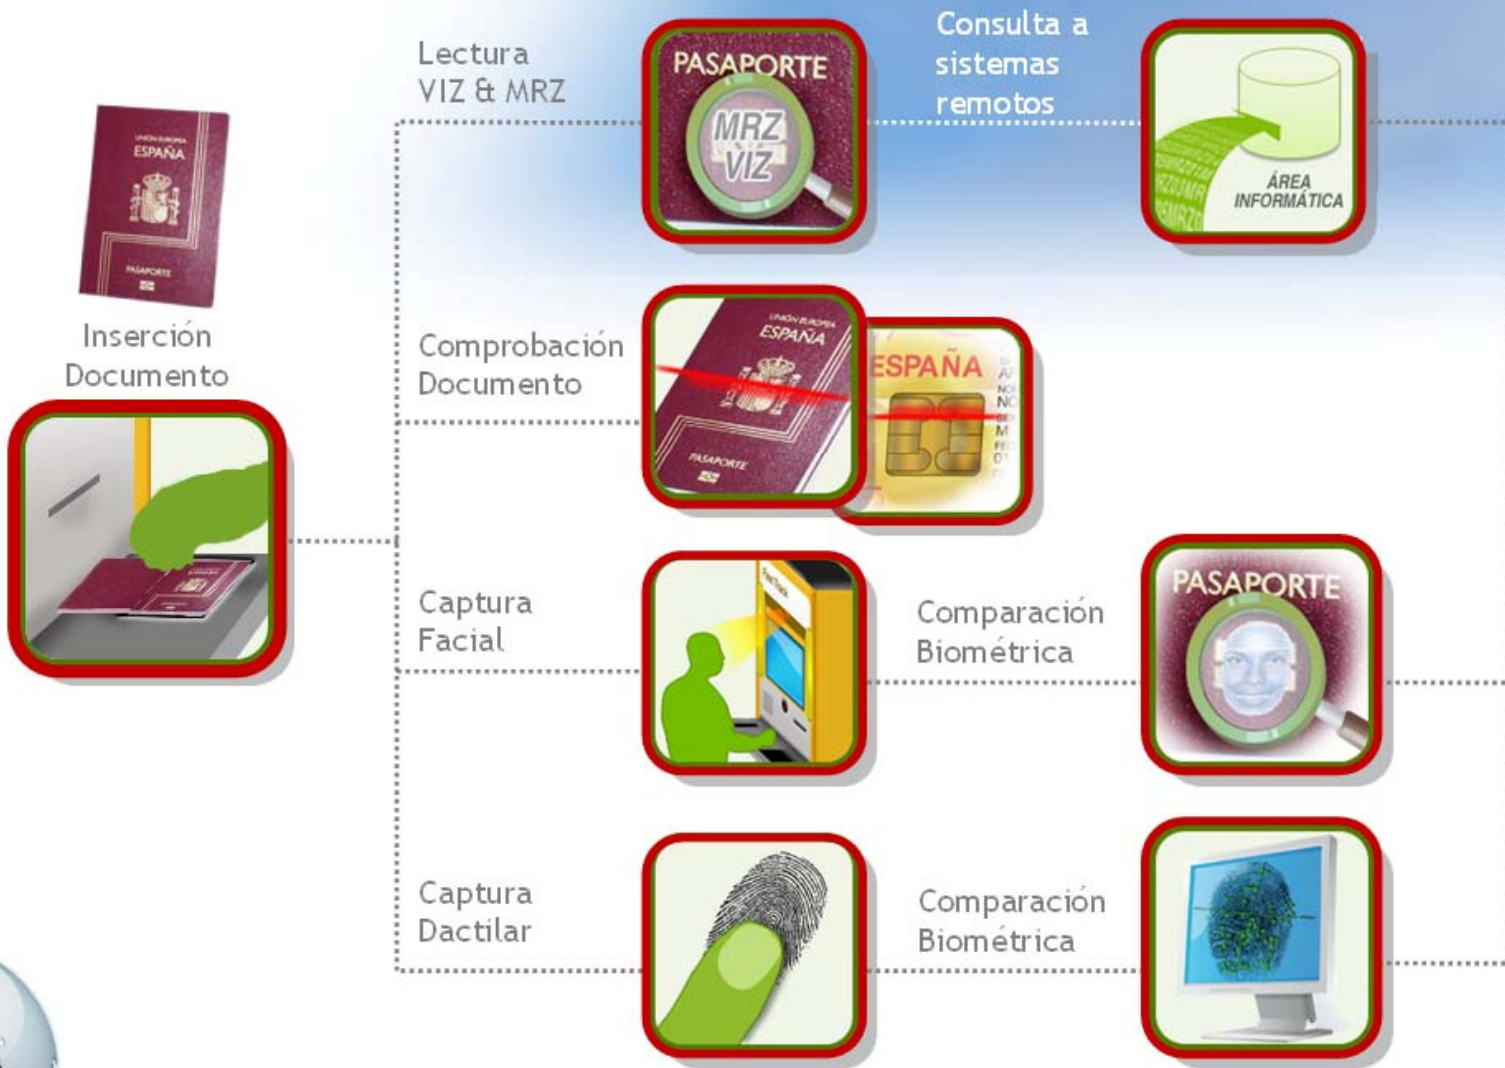 Lectura
VIZ & MRZ
PASAPORTE
MRZ
VIZ
Consulta a
sistemas
remotos
ÁREA
INFORMÁTICA
UNIÓN EUROPEA
ESPAÑA
PASAPORTE
Inserción
Documento
Comprobación
Documento
UNIÓN EUROPEA
ESPAÑA
PASAPORTE
ESPAÑA
Captura
Facial
Comparación
Biométrica
PASAPORTE
Captura
Dactilar
Comparación
Biométrica